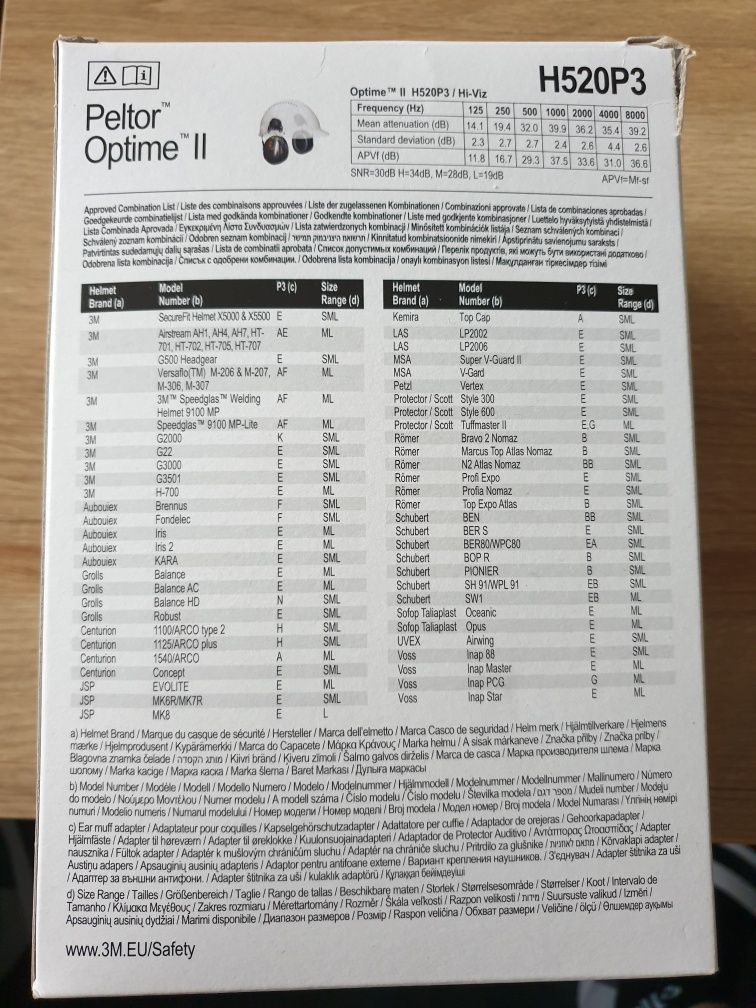 Peltor™
Optime™ II
H520P3
Optime™ II H520P3 / Hi-Viz
Frequency (Hz) 125 250 500 1000 2000 4000 8000
Mean attenuation (dB) 14.1 19.4 32.0 39.9 36.2 35.4 39.2
Standard deviation (dB) 2.3 2.7 2.7 2.4 2.6 4.4 2.6
APVf (dB) 11.8 16.7 29.3 37.5 33.6 31.0 36.6
SNR=30dB H=34dB, M=28dB, L=19dB APVf=Mf-sf
Approved Combination List / Liste des combinaisons approuvées / Liste der zugelassenen Kombinationen / Combinazioni approvate / Lista de combinaciones aprobadas /
Goedgekeurde combinatielijst / Lista med godkända kombinationer / Godkendte kombinationer / Liste med godkjente kombinasjoner / Luettelo hyväksytyistä yhdistelmistä /
Lista Combinada Aprovada / Εγκεκριμένη Λίστα Συνδυασμών / Lista zatwierdzonych kombinacji / Minősített kombinációk listája / Seznam schválených kombinací /
Schválený zoznam kombinácií / Odobren seznam kombinacij / / Kinnitatud kombinatsioonide nimekiri / Apstiprinātu savienojumu saraksts /
Patvirtintas sudedamųjų dalių sąrašas / Listă de combinatii aprobata / Список допустимых комбинаций / Перелік продуктів, які можуть бути використані додатково /
Odobrena lista kombinacija / Списък с одобрени комбинации. / Odobrena lista kombinacija / onaylı kombinasyon listesi / Мақұлданған тіркесімдер тізімі
Helmet Brand (a) Model Number (b) P3 (c) Size Range (d)
3M SecureFit Helmet X5000 & X5500 E SML
3M Airstream AH1, AH4, AH7, HT- AE ML
701, HT-702, HT-705, HT-707
3M G500 Headgear E SML
3M Versaflo(TM) M-206 & M-207, AF ML
M-306, M-307
3M 3M™ Speedglas™ Welding AF ML
Helmet 9100 MP
3M Speedglas™ 9100 MP-Lite AF ML
3M G2000 K SML
3M G22 E SML
3M G3000 E SML
3M G3501 E SML
3M H-700 E ML
Auboueix Brennus F SML
Auboueix Fondelec F SML
Auboueix Iris E ML
Auboueix Iris 2 E ML
Auboueix KARA E SML
Grolls Balance E ML
Grolls Balance AC E ML
Grolls Balance HD N SML
Grolls Robust E SML
Centurion 1100/ARCO type 2 H SML
Centurion 1125/ARCO plus H SML
Centurion 1540/ARCO A ML
Centurion Concept E SML
JSP EVOLITE E ML
JSP MK6R/MK7R E SML
JSP MK8 E L
Helmet Brand (a) Model Number (b) P3 (c) Size Range (d)
Kemira Top Cap A SML
LAS LP2002 E SML
LAS LP2006 E SML
MSA Super V-Guard II E SML
MSA V-Gard E SML
Petzl Vertex E SML
Protector / Scott Style 300 E SML
Protector / Scott Style 600 E SML
Protector / Scott Tuffmaster II E,G ML
Römer Bravo 2 Nomaz B SML
Römer Marcus Top Atlas Nomaz B SML
Römer N2 Atlas Nomaz BB SML
Römer Profi Expo E SML
Römer Profia Nomaz E SML
Römer Top Expo Atlas B SML
Schubert BEN BB SML
Schubert BER S E SML
Schubert BER80/WPC80 EA SML
Schubert BOP R B SML
Schubert PIONIER B SML
Schubert SH 91/WPL 91 EB SML
Schubert SW1 EB ML
Sofop Taliaplast Oceanic E ML
Sofop Taliaplast Opus E ML
UVEX Airwing E SML
Voss Inap 88 E SML
Voss Inap Master E ML
Voss Inap PCG G ML
Voss Inap Star E ML
a) Helmet Brand / Marque du casque de sécurité / Hersteller / Marca dell'elmetto / Marca Casco de seguridad / Helm merk / Hjälmtillverkare / Hjelmens
mærke / Hjelmprodusent / Kypärämerkki / Marca do Capacete / Μάρκα Κράνους / Marka hełmu / A sisak márkaneve / Značka přilby / Značka prilby /
Blagovna znamka čelade / / Kiivri bränd / Ķiveru zīmoli / Šalmo galvos dirželis / Marca de casca / Марка производителя шлема / Марка
шолому / Marka kacige / Марка каска / Marka šlema / Baret Markası / Дулыға маркасы
b) Model Number / Modèle / Modell / Modello Numero / Modelo / Modelnummer / Hjälmmodell / Modelnummer / Modellnummer / Mallinumero / Número
do modelo / Νούμερο Μοντέλου / Numer modelu / A modell száma / Číslo modelu / Číslo modelu / Številka modela / מספר דגם / Mudeli number / Modeļu
numuri / Modelio numeris / Numarul modelului / Номер модели / Номер моделі / Broj modela / Модел номер / Broj modela / Model Numarası / Үлгінің нөмірі
c) Ear muff adapter / Adaptateur pour coquilles / Kapselgehörschutzadapter / Adattatore per cuffie / Adaptador de orejeras / Gehoorkapadapter /
Hjälmfäste / Adapter til høreværn / Adapter til øreklokke / Kuulonsuojainadapteri / Adaptador de Protector Auditivo / Αντάπτορας Ωτοασπίδας / Adapter
nausznika / Fültok adapter / Adaptér k mušlovým chráničům sluchu / Adaptér na chrániče sluchu / Pritrdilo za glušnike / / Kõrvaklapi adapter /
Austiņu adapers / Apsauginių ausinių adapteris / Adaptor pentru antifoane externe / Вариант крепления наушников. / З'єднувач / Adapter štitnika za uši
/ Адаптер за външни антифони. / Adapter štitnika za uši / kulaklık adaptörü / Құлаққап бейімдеуіші
d) Size Range / Tailles / Größenbereich / Taglie / Rango de tallas / Beschikbare maten / Storlek / Størrelsesområde / Størrelser / Koot / Intervalo de
Tamanho / Κλίμακα Μεγέθους / Zakres rozmiaru / Mérettartomány / Rozměr / Škála veľkosti / Razpon velikosti / / Suursuste valikud / Izmēri /
Apsauginių ausinių dydžiai / Marimi disponibile / Диапазон размеров / Розмір / Raspon veličina / Обхват размери / Veličine / ölçü / Өлшемдер ауқымы
www.3M.EU/Safety